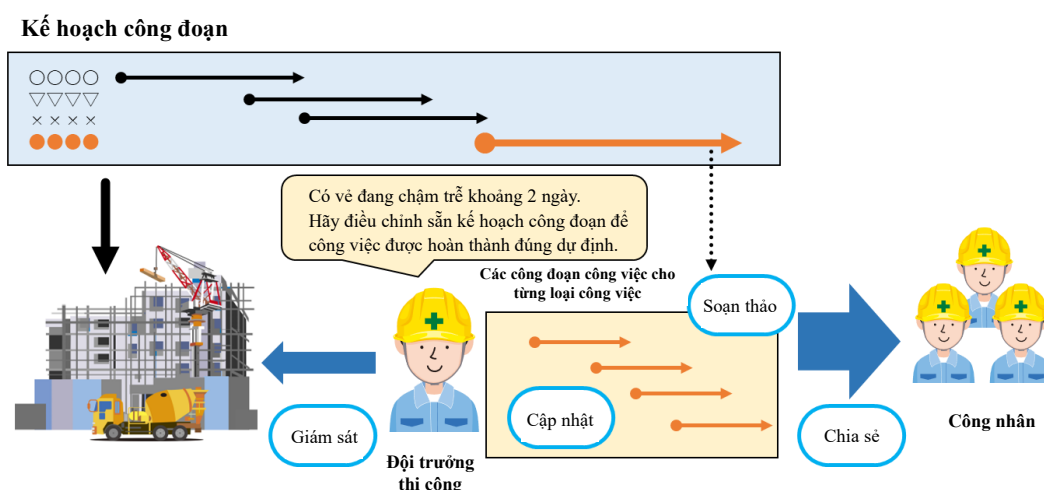 Kế hoạch công đoạn
Có vẻ đang chậm trễ khoảng 2 ngày.
Hãy điều chỉnh sẵn kế hoạch công đoạn để
công việc được hoàn thành đúng dự định.
Các công đoạn công việc cho
từng loại công việc
Soạn thảo
Cập nhật
Giám sát
Đội trưởng
thi công
Chia sẻ
Công nhân